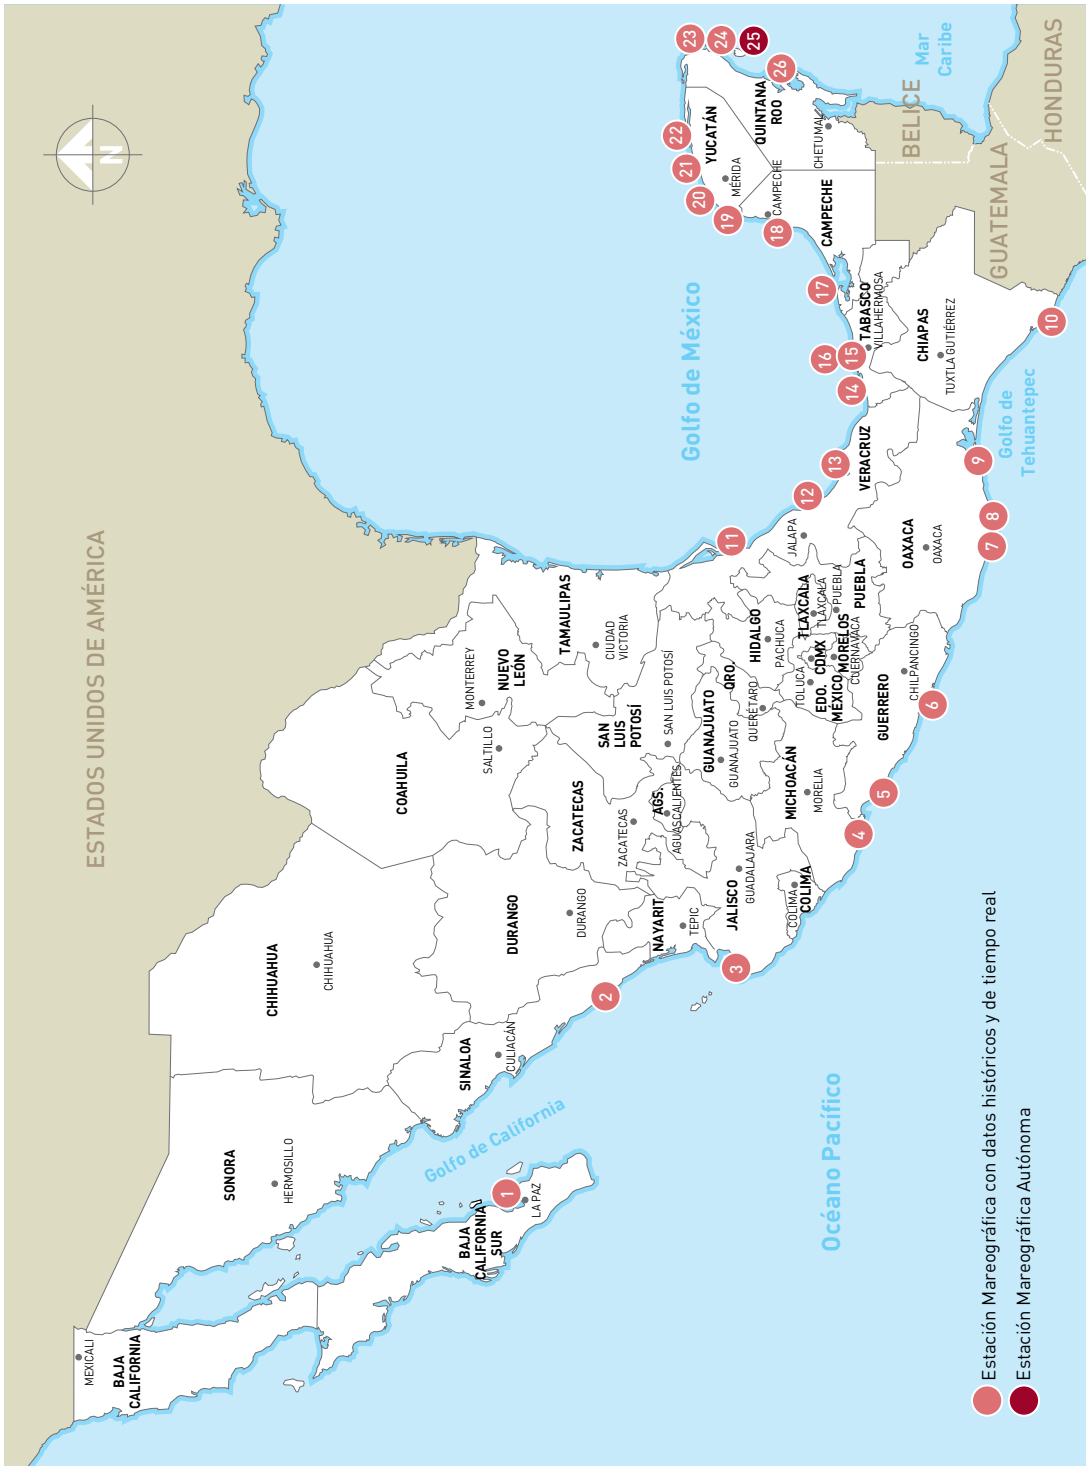 ESTADOS UNIDOS DE AMÉRICA
N
MEXICALI
BAJA
CALIFORNIA
SONORA
HERMOSILLO
CHIHUAHUA
CHIHUAHUA
COAHUILA
SALTILLO
MONTERREY
NUEVO
LEÓN
TAMAULIPAS
CIUDAD
VICTORIA
BAJA
CALIFORNIA
SUR
LA PAZ
1
Golfo de California
SINALOA
CULIACÁN
2
DURANGO
DURANGO
ZACATECAS
ZACATECAS
SAN
LUIS
POTOSÍ
SAN LUIS POTOSÍ
NAYARIT
TEPIC
AGS.
AGUASCALIENTES
3
JALISCO
GUADALAJARA
GUANAJUATO
GUANAJUATO
QRO.
QUERÉTARO
HIDALGO
PACHUCA
COLIMA
COLIMA
MICHOACÁN
MORELIA
TOLUCA
EDO.
MÉXICO
CDMX
TLAXCALA
TLAXCALA
MORELOS
CUERNAVACA
PUEBLA
PUEBLA
JALAPA
VERACRUZ
4
5
GUERRERO
CHILPANCINGO
6
OAXACA
OAXACA
7
8
9
10
11
12
13
14
15
16
17
18
19
20
21
22
23
24
25
26
Golfo de México
TABASCO
VILLAHERMOSA
CHIAPAS
TUXTLA GUTIÉRREZ
CAMPECHE
CAMPECHE
YUCATÁN
MÉRIDA
QUINTANA
ROO
CHETUMAL
Mar
Caribe
BELICE
GUATEMALA
HONDURAS
Golfo de
Tehuantepec
Océano Pacífico
Estación Mareográfica con datos históricos y de tiempo real
Estación Mareográfica Autónoma